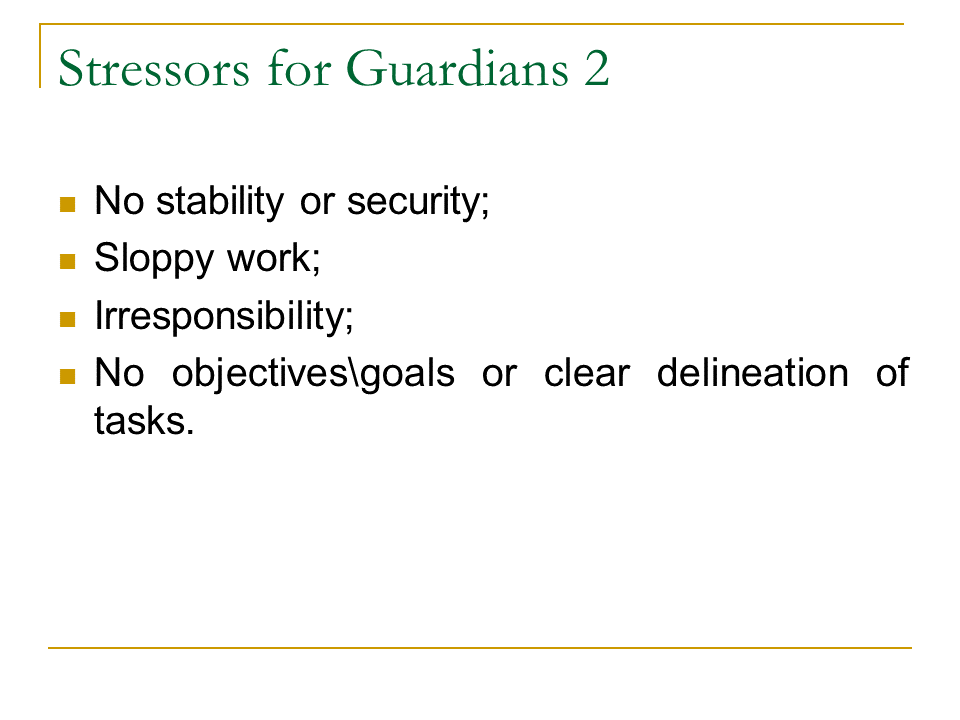 Stressors for Guardians 2
No stability or security;
Sloppy work;
Irresponsibility;
No objectives\goals or clear delineation of
tasks.